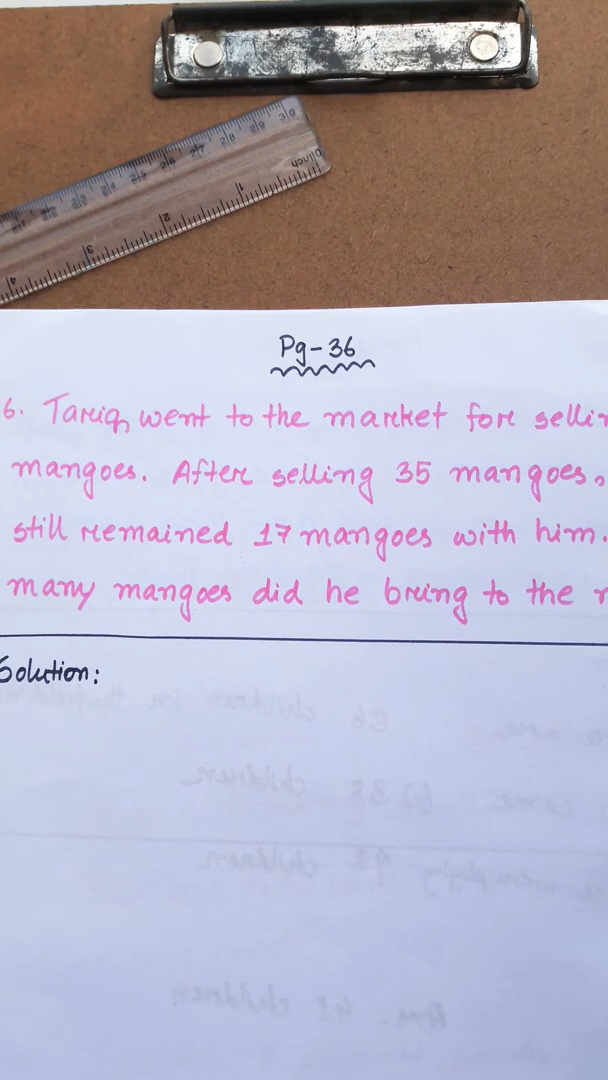 Pg-36
6. Tariq went to the market for
mangoes. After selling 35 mangoes,
still remained 17 mangoes with him.
many mangoes did he bring to the
Solution: